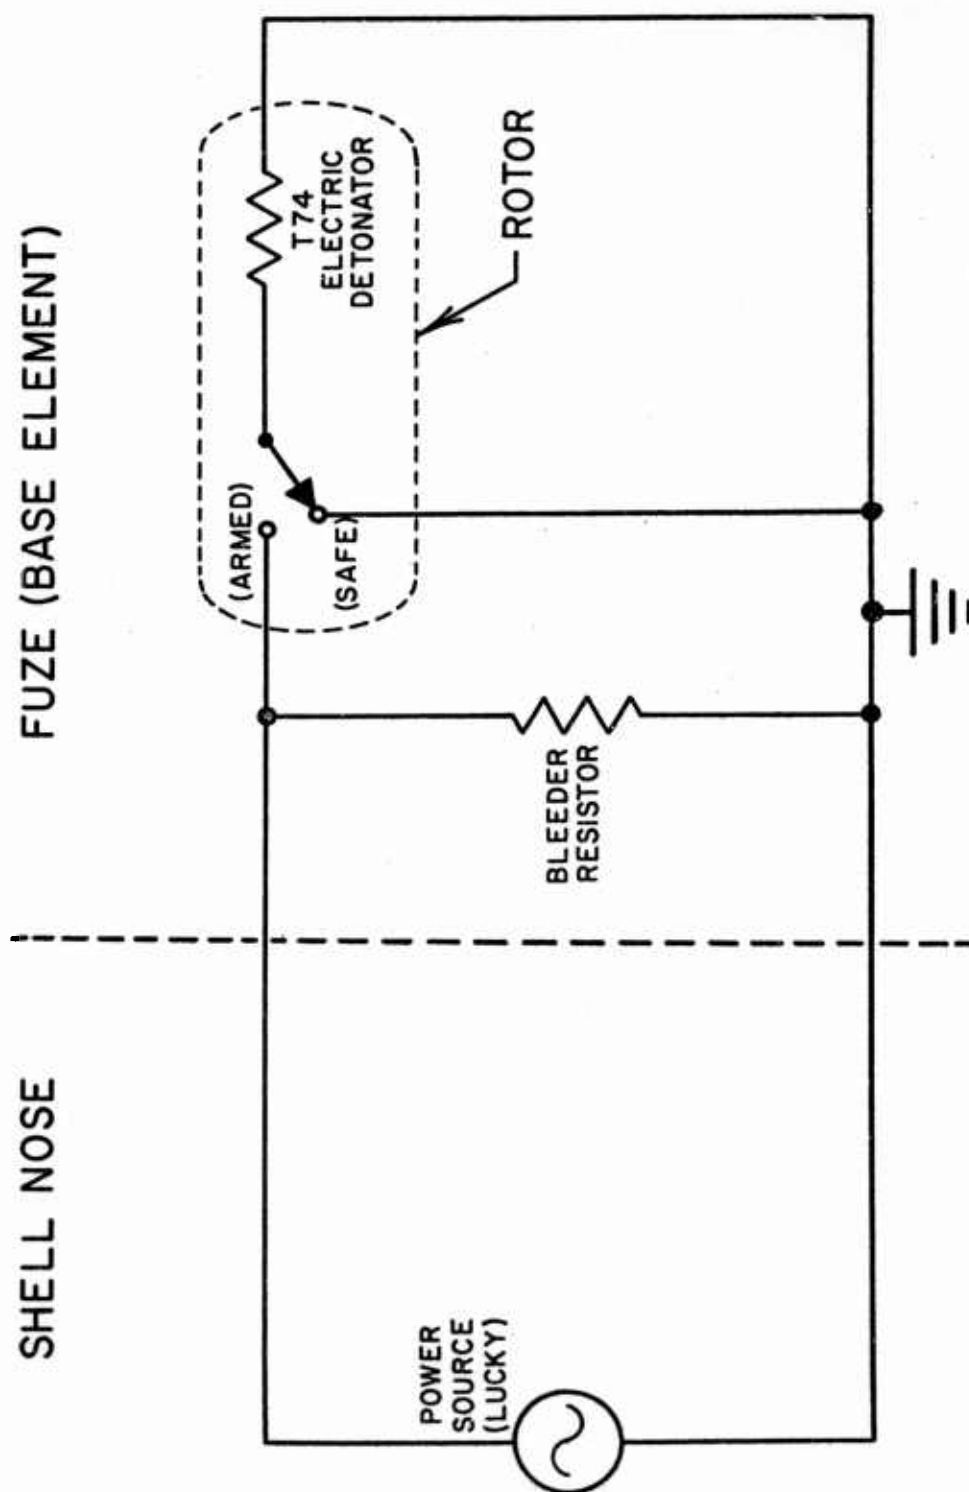 SHELL NOSE
FUZE (BASE ELEMENT)
POWER
SOURCE
(LUCKY)
BLEEDER
RESISTOR
(ARMED)
(SAFE)
T74
ELECTRIC
DETONATOR
ROTOR